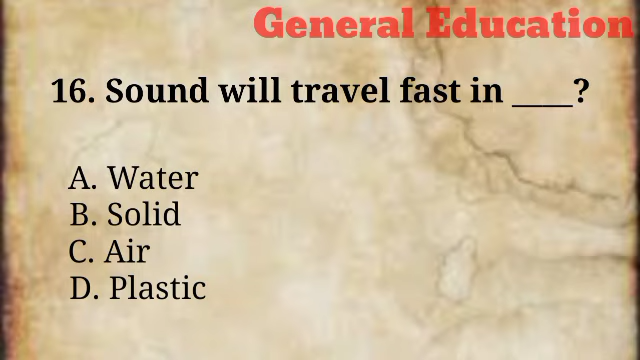 General Education
16. Sound will travel fast in ____?
A. Water
B. Solid
C. Air
D. Plastic